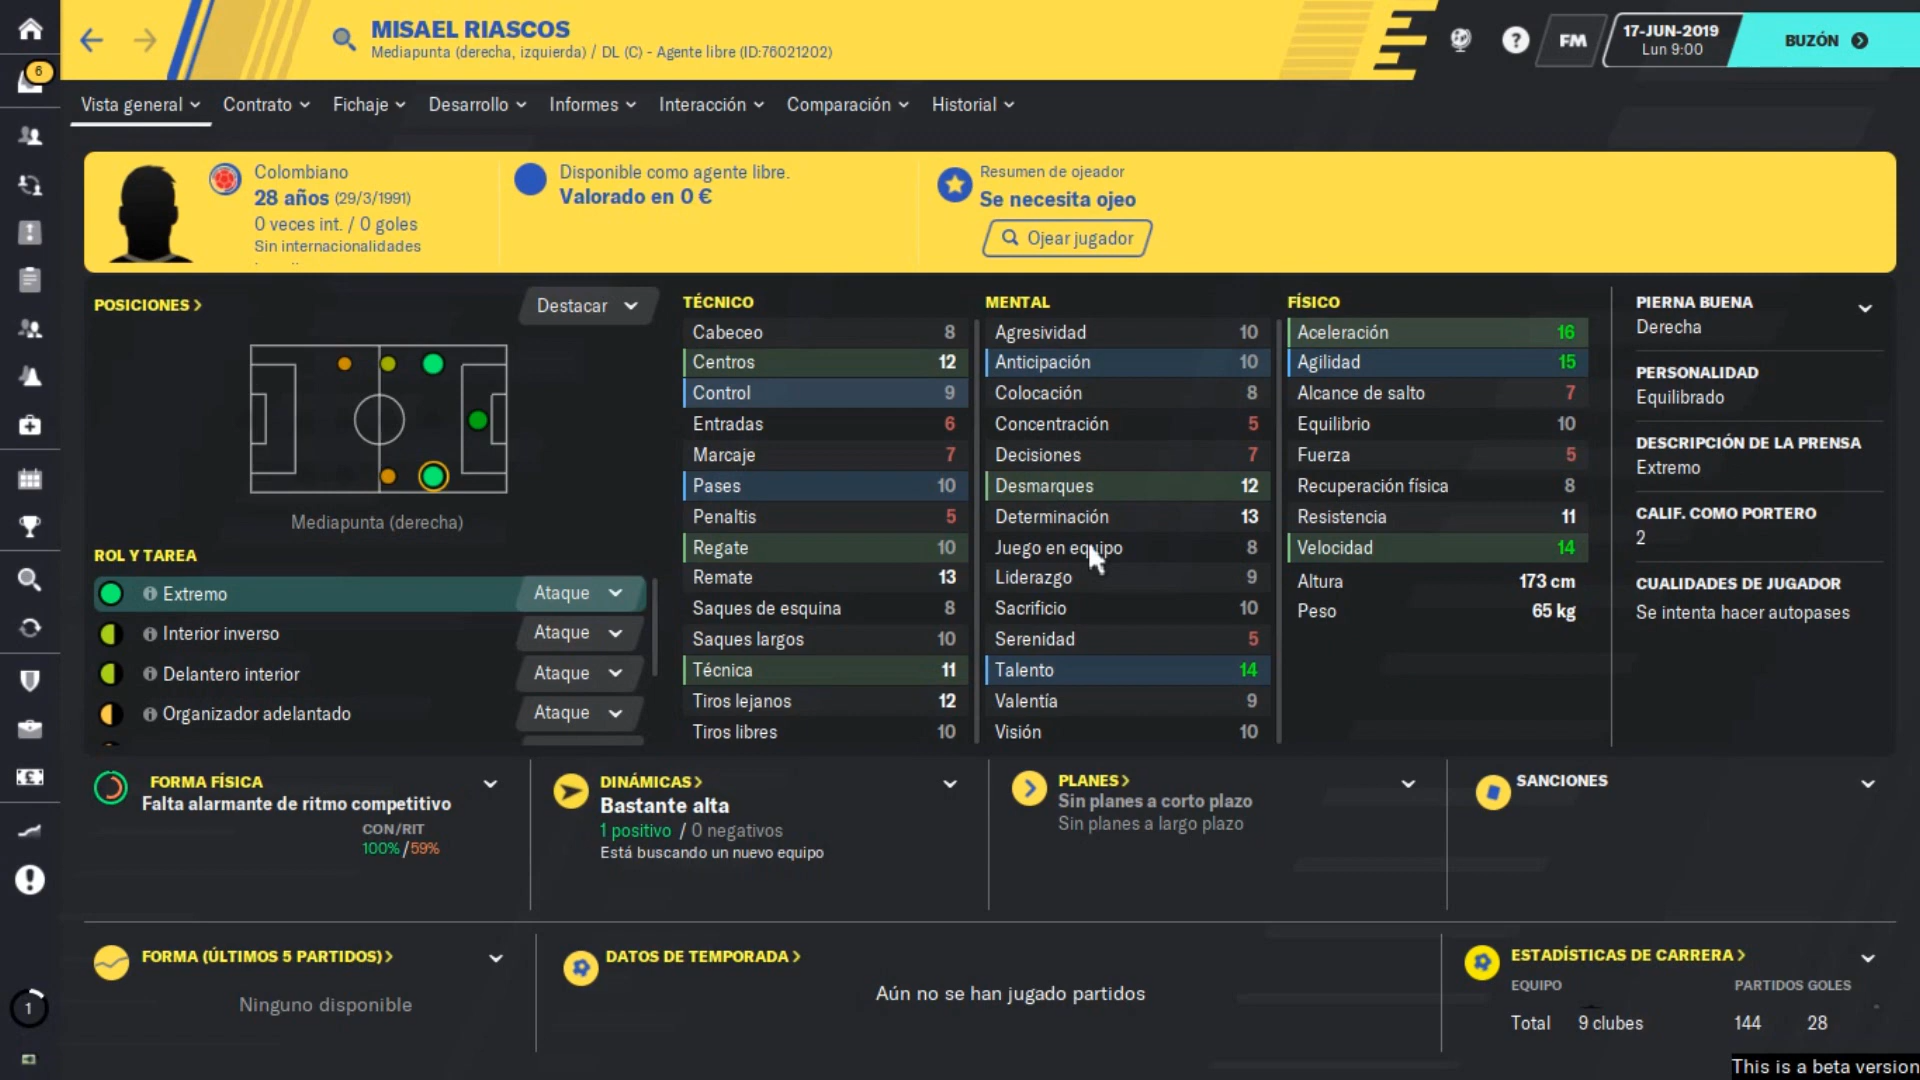 MISAEL RIASCOS
Mediapunta (derecha, izquierda) / DL (C) - Agente libre (ID:76021202)
FM
17-JUN-2019
Lun 9:00
BUZÓN
6
Vista general
Contrato
Fichaje
Desarrollo
Informes
Interacción
Comparación
Historial
Colombiano
28 años (29/3/1991)
0 veces int. / 0 goles
Sin internacionalidades
Disponible como agente libre.
Valorado en 0 €
Resumen de ojeador
Se necesita ojeo
Ojear jugador
POSICIONES
Destacar
Mediapunta (derecha)
ROL Y TAREA
Extremo Ataque
Interior inverso Ataque
Delantero interior Ataque
Organizador adelantado Ataque
TÉCNICO
Cabeceo 8
Centros 12
Control 9
Entradas 6
Marcaje 7
Pases 10
Penaltis 5
Regate 10
Remate 13
Saques de esquina 8
Saques largos 10
Técnica 11
Tiros lejanos 12
Tiros libres 10
MENTAL
Agresividad 10
Anticipación 10
Colocación 8
Concentración 5
Decisiones 7
Desmarques 12
Determinación 13
Juego en equipo 8
Liderazgo 9
Sacrificio 10
Serenidad 5
Talento 14
Valentía 9
Visión 10
FÍSICO
Aceleración 16
Agilidad 15
Alcance de salto 7
Equilibrio 10
Fuerza 5
Recuperación física 8
Resistencia 11
Velocidad 14
Altura 173 cm
Peso 65 kg
PIERNA BUENA
Derecha
PERSONALIDAD
Equilibrado
DESCRIPCIÓN DE LA PRENSA
Extremo
CALIF. COMO PORTERO
2
CUALIDADES DE JUGADOR
Se intenta hacer autopases
FORMA FÍSICA
Falta alarmante de ritmo competitivo
CON/RIT
100% / 59%
DINÁMICAS
Bastante alta
1 positivo / 0 negativos
Está buscando un nuevo equipo
PLANES
Sin planes a corto plazo
Sin planes a largo plazo
SANCIONES
FORMA (ÚLTIMOS 5 PARTIDOS)
Ninguno disponible
DATOS DE TEMPORADA
Aún no se han jugado partidos
ESTADÍSTICAS DE CARRERA
EQUIPO PARTIDOS GOLES
Total 9 clubes 144 28
1
This is a beta version